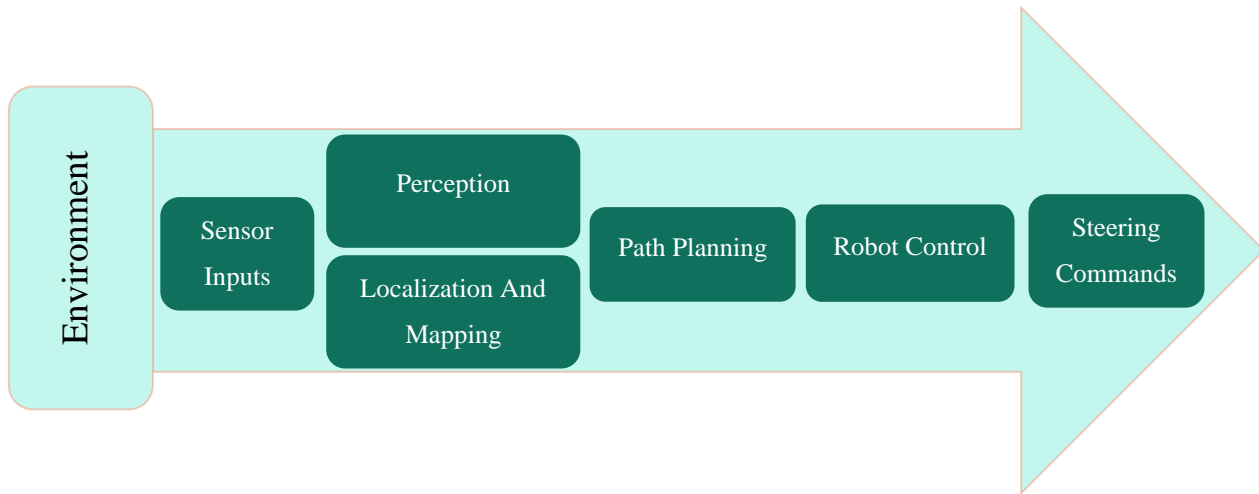 Environment
Sensor
Inputs
Perception
Localization And
Mapping
Path Planning
Robot Control
Steering
Commands